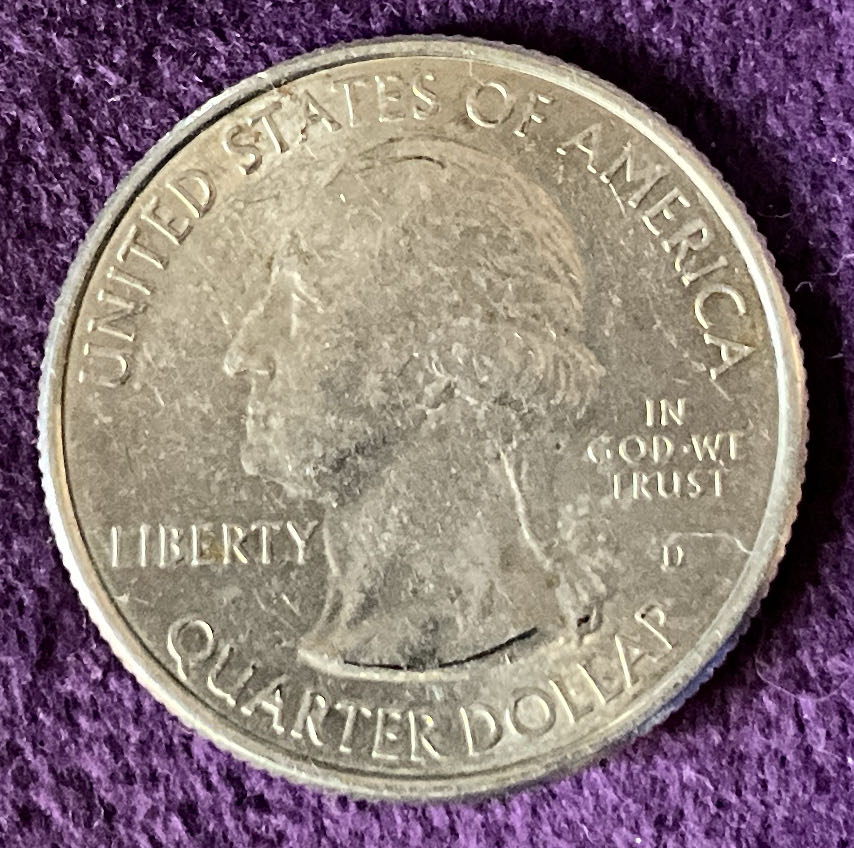 UNITED STATES OF AMERICA
IN
GOD·WE
TRUST
LIBERTY
D
QUARTER DOLLAR